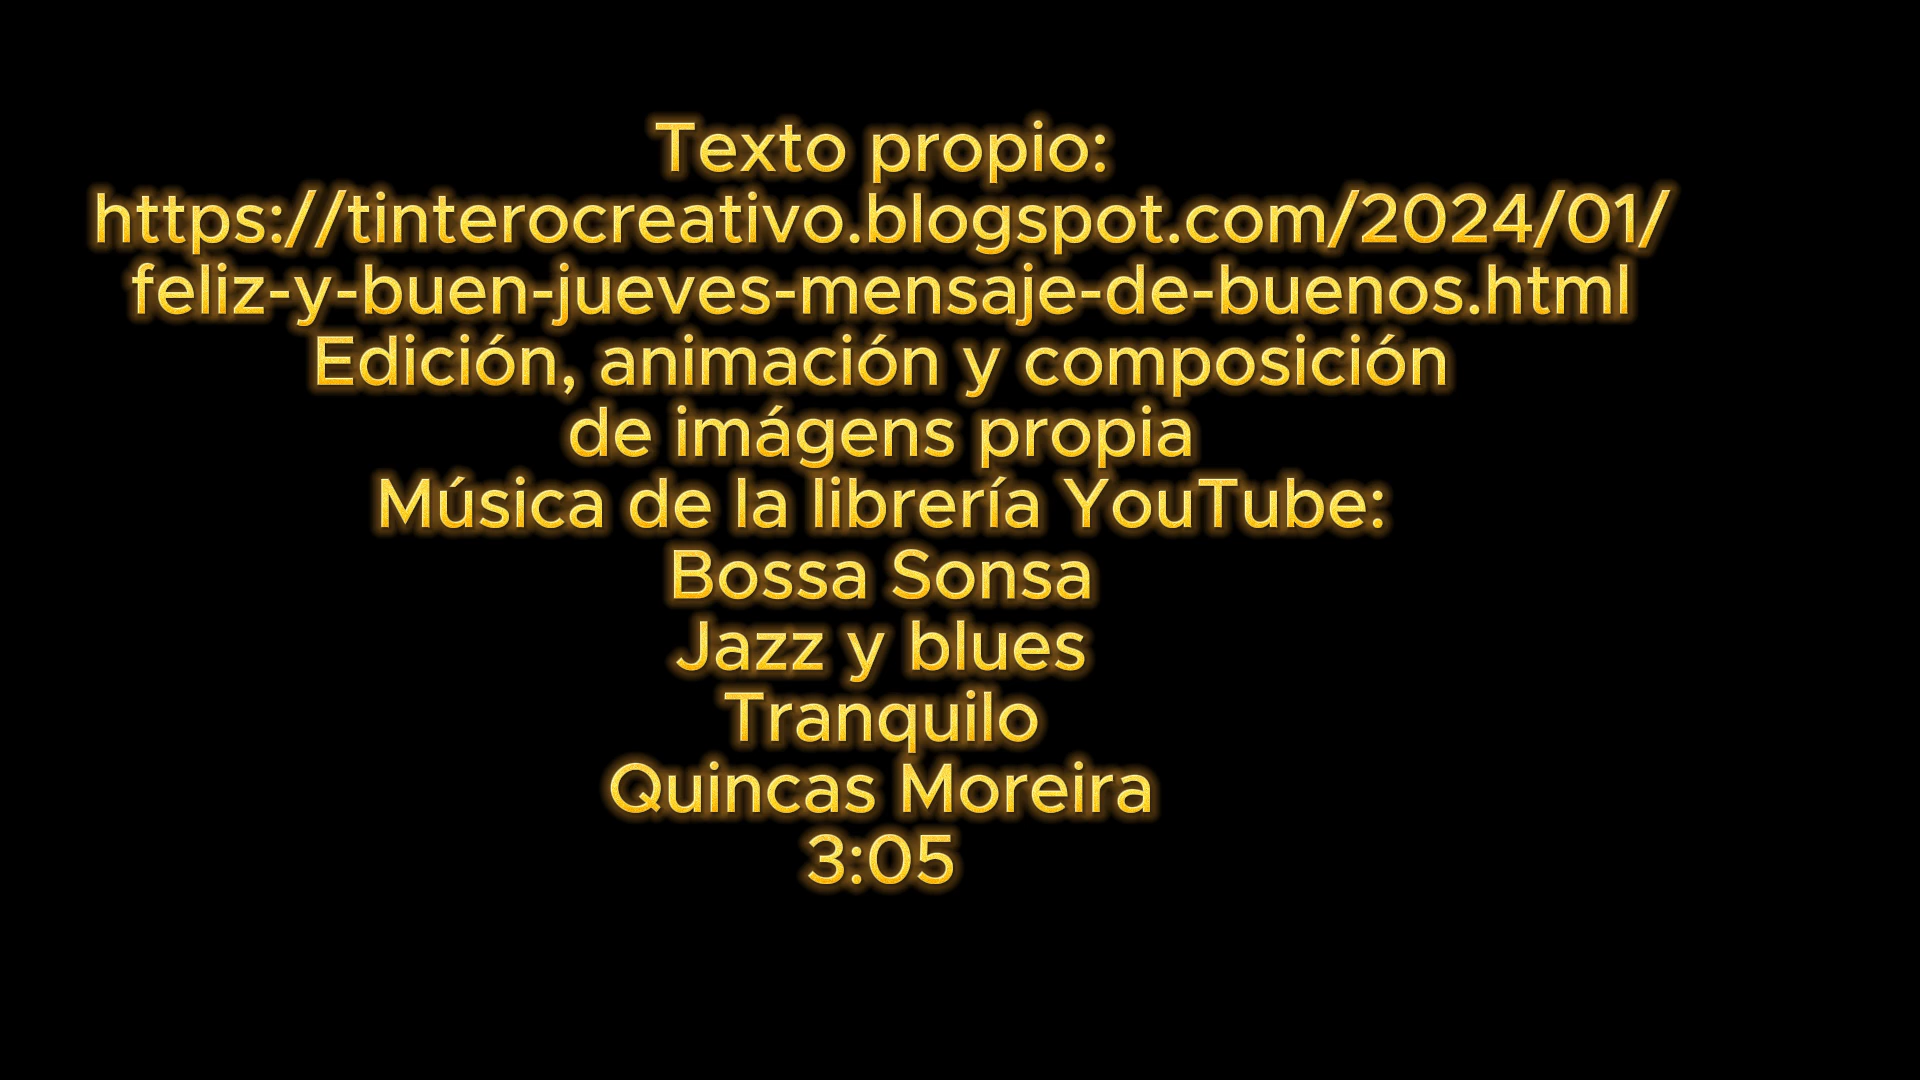 Texto propio:
https://tinterocreativo.blogspot.com/2024/01/
feliz-y-buen-jueves-mensaje-de-buenos.html
Edición, animación y composición
de imágens propia
Música de la librería YouTube:
Bossa Sonsa
Jazz y blues
Tranquilo
Quincas Moreira
3:05